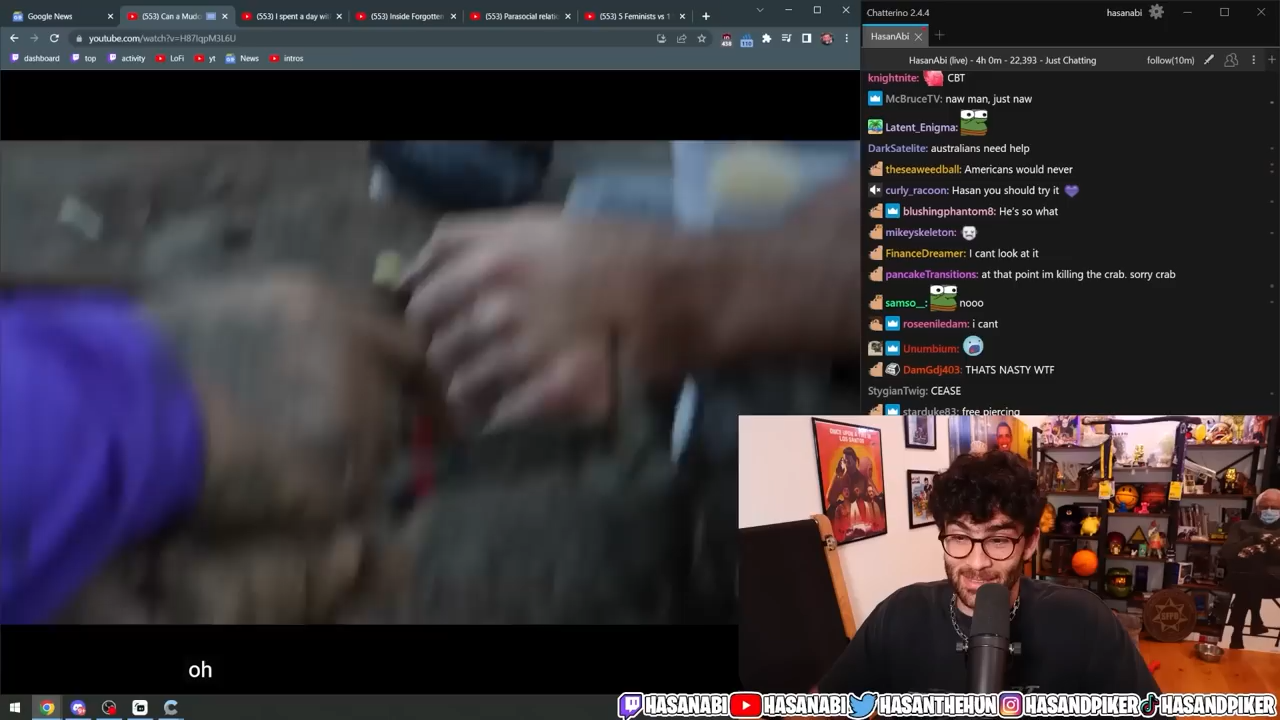 Google News
(553) Can a Mudc
(553) I spent a day wi
(553) Inside Forgotten
(553) Parasocial relati
(553) 5 Feminists vs 1
youtube.com/watch?v=H87IqpM3L6U
dashboard
top
activity
LoFi
yt
News
intros
Chatterino 2.4.4
hasanabi
HasanAbi
HasanAbi (live) - 4h 0m - 22,393 - Just Chatting
follow(10m)
knightnite: CBT
McBruceTV: naw man, just naw
Latent_Enigma:
DarkSatelite: australians need help
theseaweedball: Americans would never
curly_racoon: Hasan you should try it
blushingphantom8: He's so what
mikeyskeleton:
FinanceDreamer: I cant look at it
pancakeTransitions: at that point im killing the crab. sorry crab
samso__: nooo
roseeniledam: i cant
Unumbium:
DamGdj403: THATS NASTY WTF
StygianTwig: CEASE
starduke83: free piercing
oh
HASANABI
HASANABI
HASANTHEHUN
HASANDPIKER
HASANDPIKER